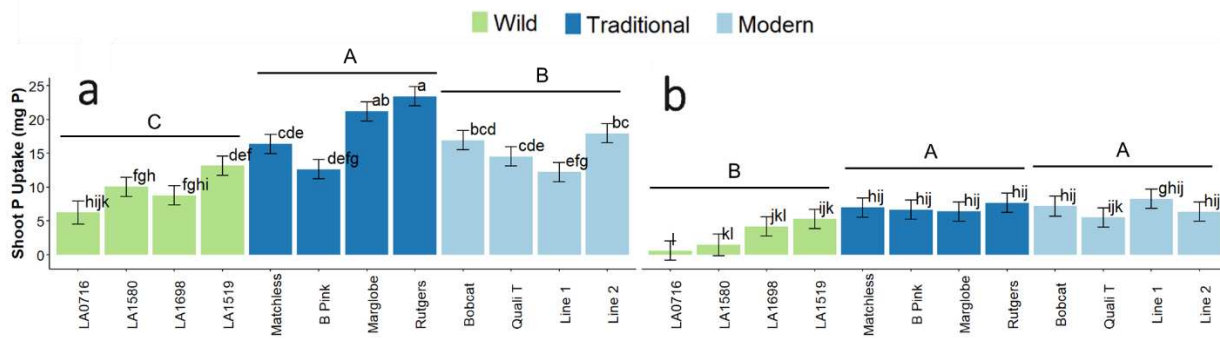 Wild Traditional Modern
a
b
Shoot P Uptake (mg P)
25
20
15
10
5
0
C
A
B
hijk
fgh
fghi
def
cde
defg
ab
a
bcd
cde
efg
bc
B
A
A
l
kl
jkl
ijk
hij
hij
hij
hij
hij
ijk
ghij
hij
LA0716
LA1580
LA1698
LA1519
Matchless
B Pink
Marglobe
Rutgers
Bobcat
Quali T
Line 1
Line 2
LA0716
LA1580
LA1698
LA1519
Matchless
B Pink
Marglobe
Rutgers
Bobcat
Quali T
Line 1
Line 2